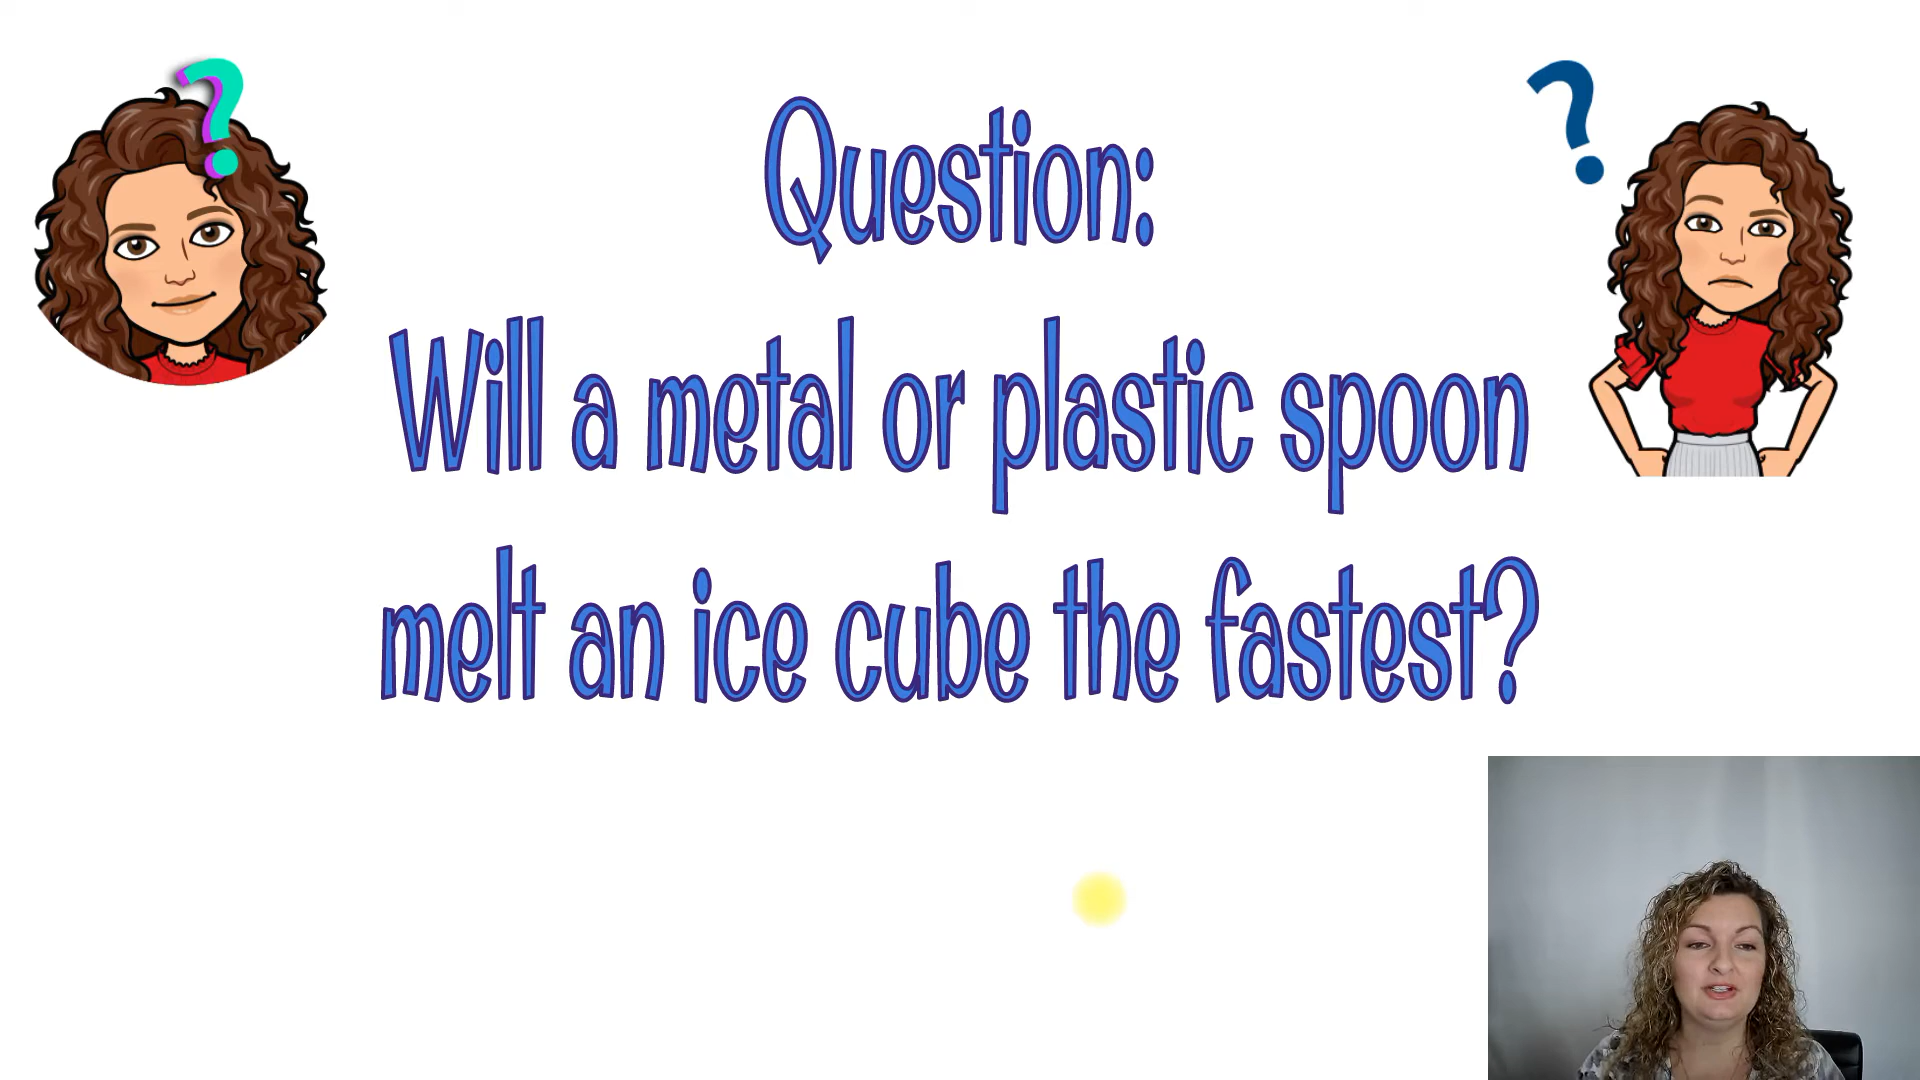 Question:
Will a metal or plastic spoon
melt an ice cube the fastest?